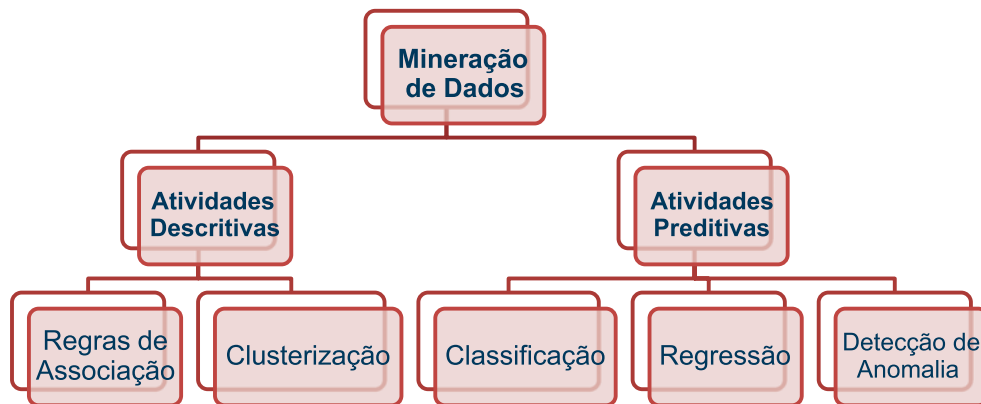 Mineração
de Dados
Atividades
Descritivas
Atividades
Preditivas
Regras de
Associação
Clusterização
Classificação
Regressão
Detecção de
Anomalia